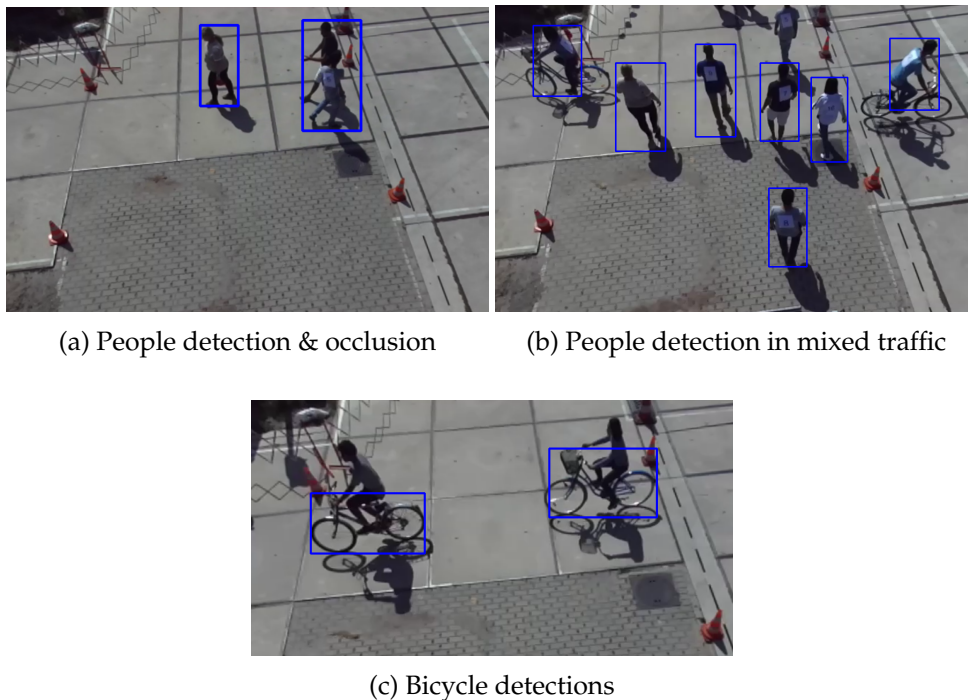 (a) People detection & occlusion
(b) People detection in mixed traffic
(c) Bicycle detections